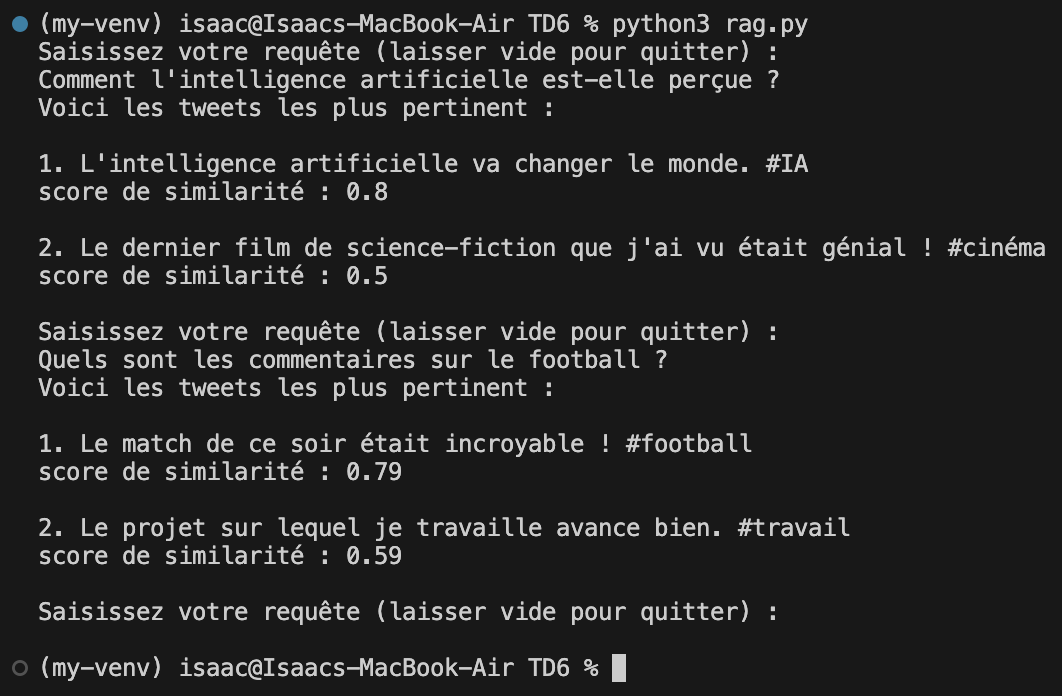 (my-venv) isaac@Isaacs-MacBook-Air TD6 % python3 rag.py
Saisissez votre requête (laisser vide pour quitter) :
Comment l'intelligence artificielle est-elle perçue ?
Voici les tweets les plus pertinent :
1. L'intelligence artificielle va changer le monde. #IA
score de similarité : 0.8
2. Le dernier film de science-fiction que j'ai vu était génial ! #cinéma
score de similarité : 0.5
Saisissez votre requête (laisser vide pour quitter) :
Quels sont les commentaires sur le football ?
Voici les tweets les plus pertinent :
1. Le match de ce soir était incroyable ! #football
score de similarité : 0.79
2. Le projet sur lequel je travaille avance bien. #travail
score de similarité : 0.59
Saisissez votre requête (laisser vide pour quitter) :
(my-venv) isaac@Isaacs-MacBook-Air TD6 %